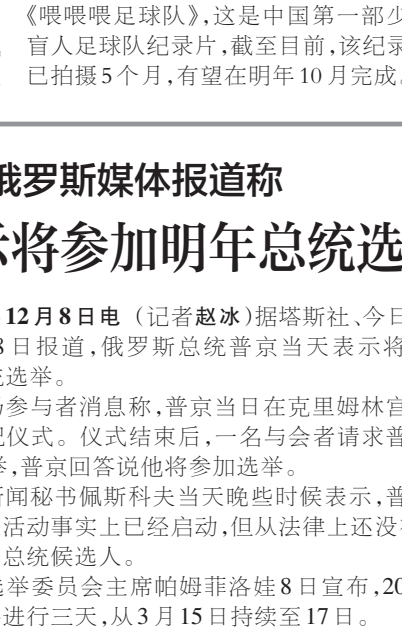 《喂喂喂足球队》,这是中国第一部少
盲人足球队纪录片,截至目前,该纪录
已拍摄5个月,有望在明年10月完成。
俄罗斯媒体报道称
示将参加明年总统选
12月8日电 (记者赵冰)据塔斯社、今日
8日报道,俄罗斯总统普京当天表示将
选举。
参与者消息称,普京当日在克里姆林宫
仪式。仪式结束后,一名与会者请求普
举,普京回答说他将参加选举。
新闻秘书佩斯科夫当天晚些时候表示,普
活动事实上已经启动,但从法律上还没
总统候选人。
选举委员会主席帕姆菲洛娃8日宣布,20
进行三天,从3月15日持续至17日。